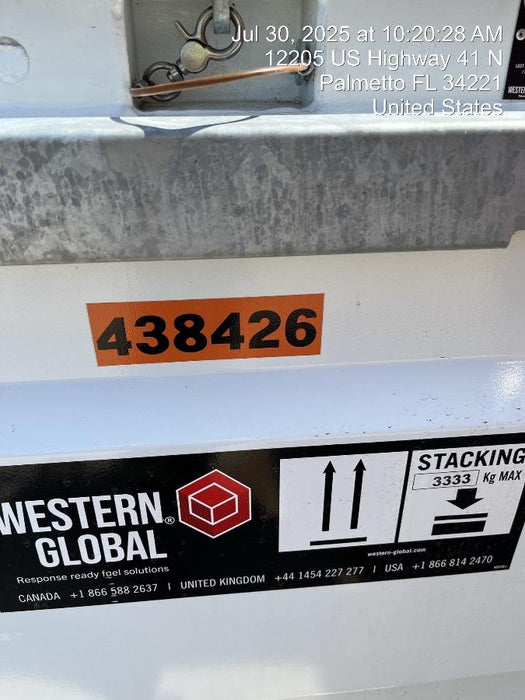 Jul 30, 2025 at 10:20:28 AM
12205 US Highway 41 N
Palmetto FL 34221
United States
438426
WESTERN
GLOBAL®
Response ready fuel solutions
STACKING
3333 Kg MAX
western-global.com
CANADA +1 866 588 2637 | UNITED KINGDOM +44 1454 227 277 | USA +1 866 814 2470